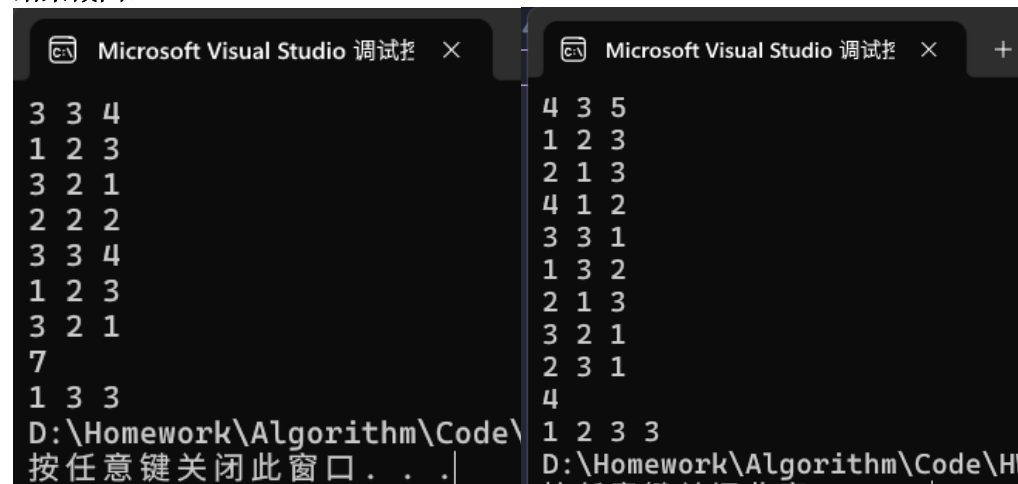 Microsoft Visual Studio 调试控
3 3 4
1 2 3
3 2 1
2 2 2
3 3 4
1 2 3
3 2 1
7
1 3 3
D:\Homework\Algorithm\Code\
按任意键关闭此窗口. . .
Microsoft Visual Studio 调试控
4 3 5
1 2 3
2 1 3
4 1 2
3 3 1
1 3 2
2 1 3
3 2 1
2 3 1
4
1 2 3 3
D:\Homework\Algorithm\Code\H